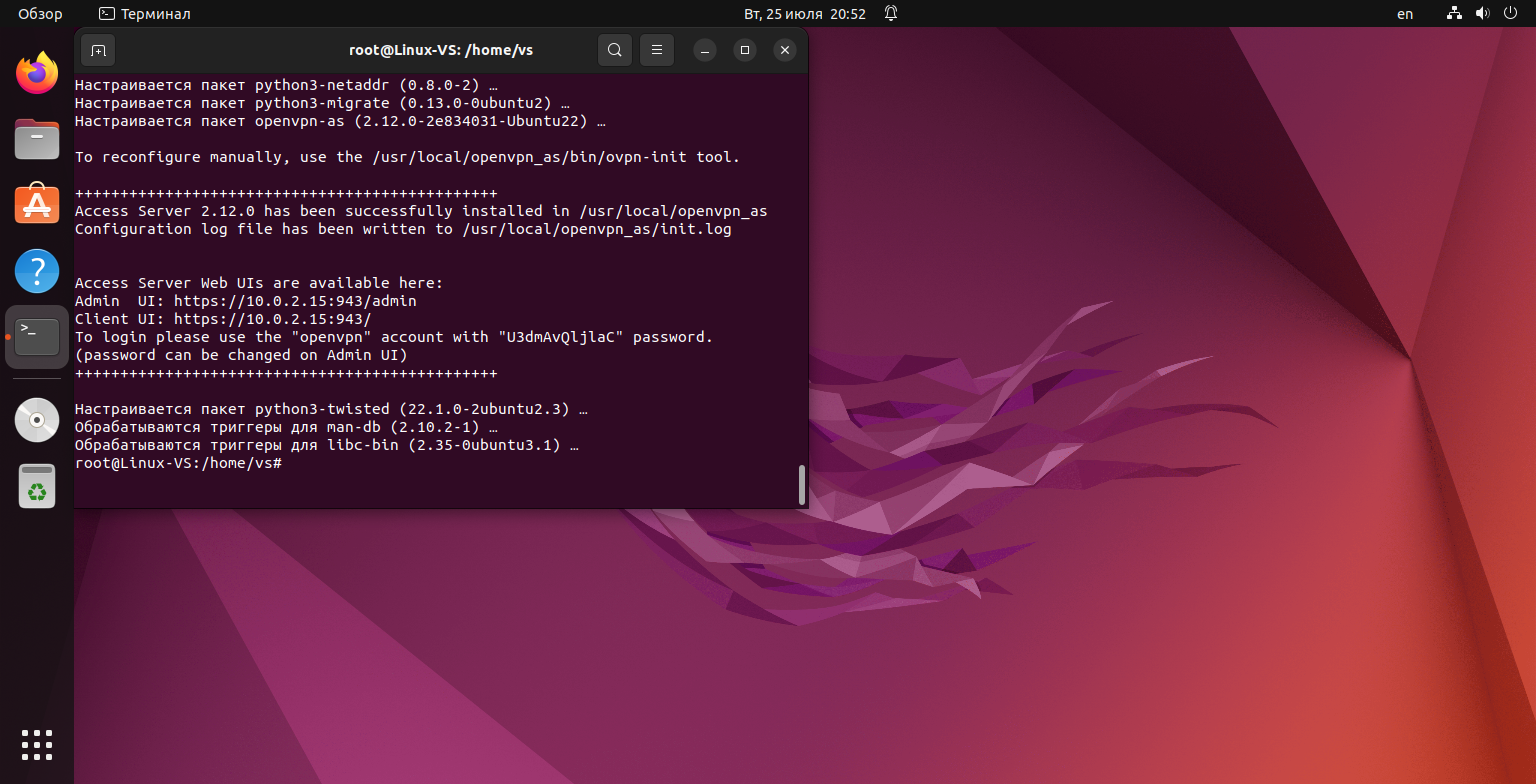 Обзор
Терминал
Вт, 25 июля 20:52
en
root@Linux-VS: /home/vs
Настраивается пакет python3-netaddr (0.8.0-2) …
Настраивается пакет python3-migrate (0.13.0-0ubuntu2) …
Настраивается пакет openvpn-as (2.12.0-2e834031-Ubuntu22) …
To reconfigure manually, use the /usr/local/openvpn_as/bin/ovpn-init tool.
+++++++++++++++++++++++++++++++++++++++++++++++
Access Server 2.12.0 has been successfully installed in /usr/local/openvpn_as
Configuration log file has been written to /usr/local/openvpn_as/init.log
Access Server Web UIs are available here:
Admin  UI: https://10.0.2.15:943/admin
Client UI: https://10.0.2.15:943/
To login please use the "openvpn" account with "U3dmAvQljlaC" password.
(password can be changed on Admin UI)
+++++++++++++++++++++++++++++++++++++++++++++++
Настраивается пакет python3-twisted (22.1.0-2ubuntu2.3) …
Обрабатываются триггеры для man-db (2.10.2-1) …
Обрабатываются триггеры для libc-bin (2.35-0ubuntu3.1) …
root@Linux-VS:/home/vs#